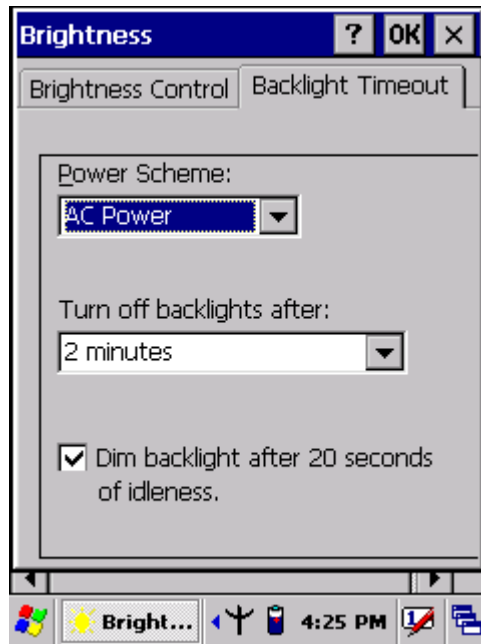 Brightness ? OK ×
Brightness Control Backlight Timeout
Power Scheme:
AC Power
Turn off backlights after:
2 minutes
Dim backlight after 20 seconds
of idleness.
Bright... 4:25 PM